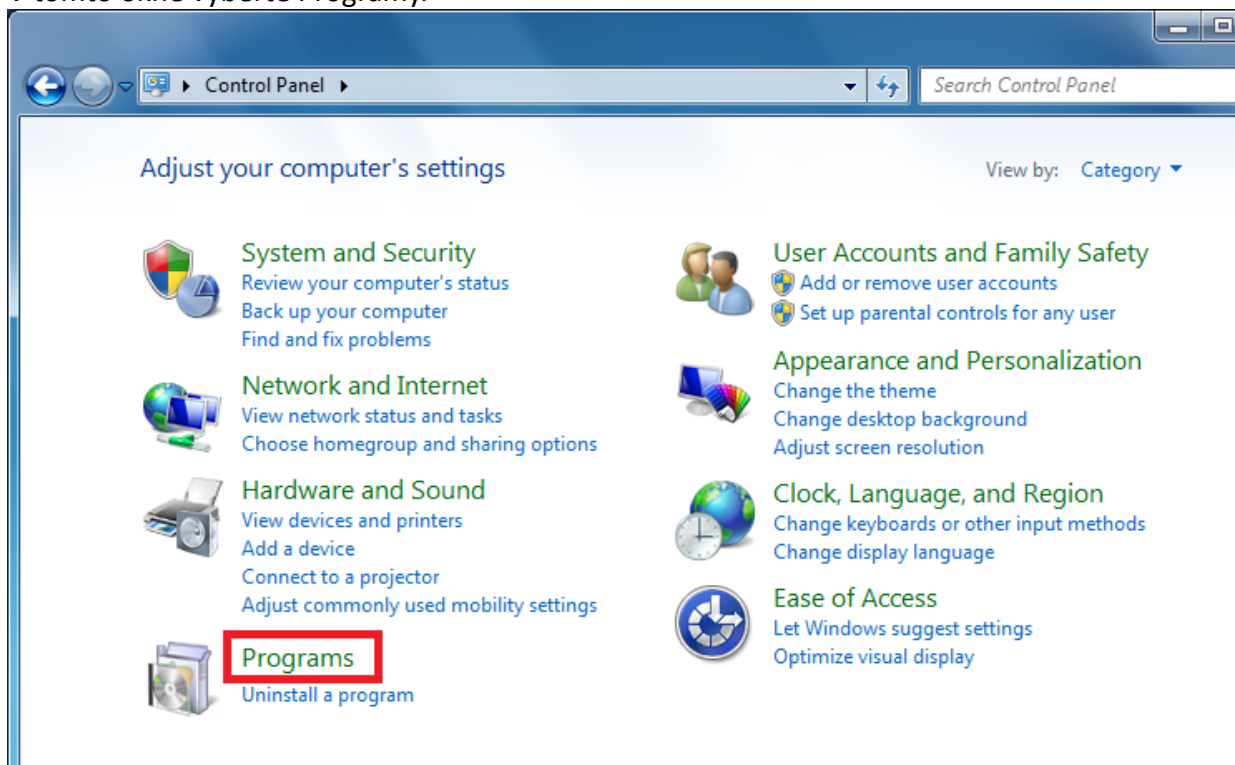 V tomto okne vyberte Programy.
Control Panel
Search Control Panel
Adjust your computer's settings
View by: Category
System and Security
Review your computer's status
Back up your computer
Find and fix problems
Network and Internet
View network status and tasks
Choose homegroup and sharing options
Hardware and Sound
View devices and printers
Add a device
Connect to a projector
Adjust commonly used mobility settings
Programs
Uninstall a program
User Accounts and Family Safety
Add or remove user accounts
Set up parental controls for any user
Appearance and Personalization
Change the theme
Change desktop background
Adjust screen resolution
Clock, Language, and Region
Change keyboards or other input methods
Change display language
Ease of Access
Let Windows suggest settings
Optimize visual display